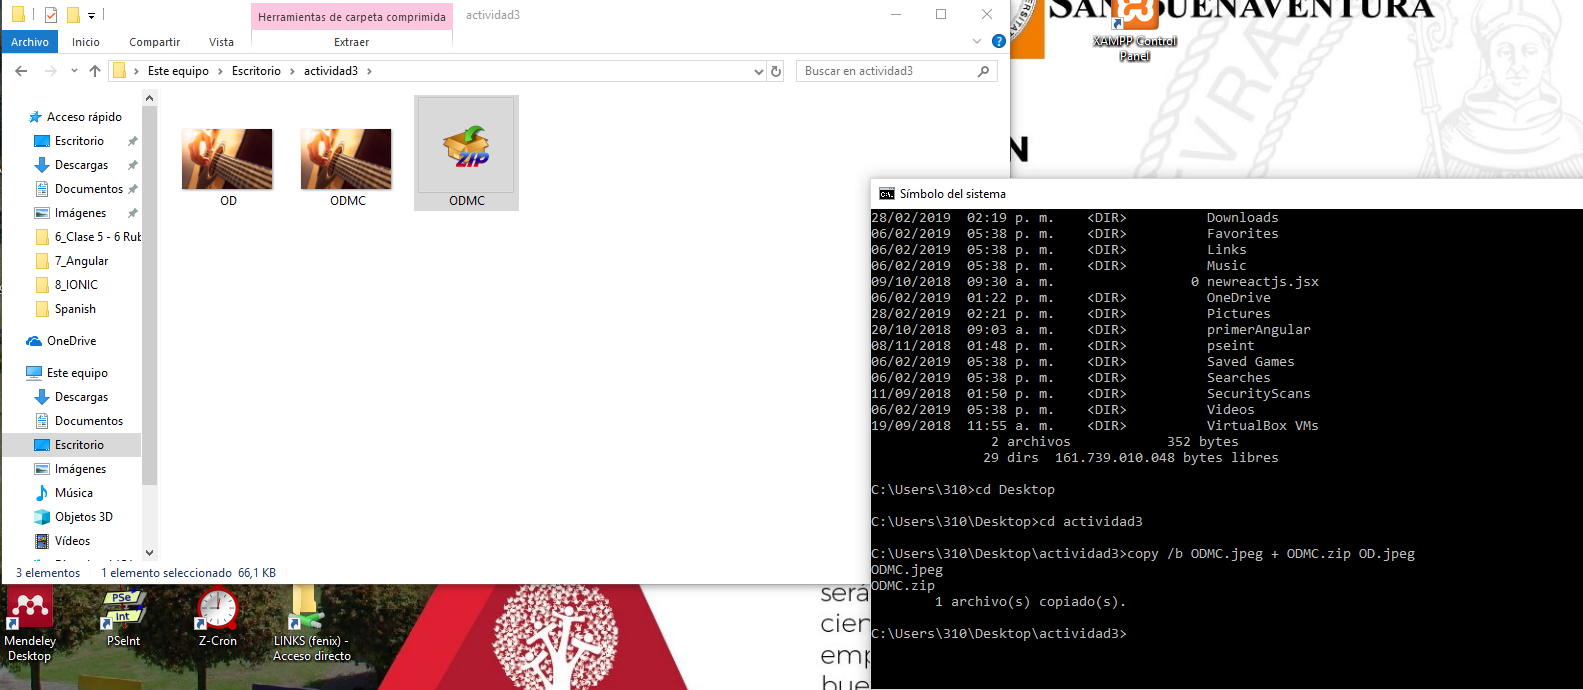 Herramientas de carpeta comprimida
actividad3
Archivo
Inicio
Compartir
Vista
Extraer
Este equipo
Escritorio
actividad3
Buscar en actividad3
Acceso rápido
Escritorio
Descargas
Documentos
Imágenes
6_Clase 5 - 6 Rub
7_Angular
8_IONIC
Spanish
OneDrive
Este equipo
Descargas
Documentos
Escritorio
Imágenes
Música
Objetos 3D
Vídeos
OD
ODMC
ZIP
ODMC
3 elementos
1 elemento seleccionado 66,1 KB
SAN BUENAVENTURA
XAMPP Control
Panel
N
Símbolo del sistema
28/02/2019  02:19 p. m.    <DIR>          Downloads
06/02/2019  05:38 p. m.    <DIR>          Favorites
06/02/2019  05:38 p. m.    <DIR>          Links
06/02/2019  05:38 p. m.    <DIR>          Music
09/10/2018  09:30 a. m.                 0 newreactjs.jsx
06/02/2019  01:22 p. m.    <DIR>          OneDrive
28/02/2019  02:21 p. m.    <DIR>          Pictures
20/10/2018  09:03 a. m.    <DIR>          primerAngular
08/11/2018  01:48 p. m.    <DIR>          pseint
06/02/2019  05:38 p. m.    <DIR>          Saved Games
06/02/2019  05:38 p. m.    <DIR>          Searches
11/09/2018  01:50 p. m.    <DIR>          SecurityScans
06/02/2019  05:38 p. m.    <DIR>          Videos
19/09/2018  11:55 a. m.    <DIR>          VirtualBox VMs
2 archivos            352 bytes
29 dirs  161.739.010.048 bytes libres
C:\Users\310>cd Desktop
C:\Users\310\Desktop>cd actividad3
C:\Users\310\Desktop\actividad3>copy /b ODMC.jpeg + ODMC.zip OD.jpeg
ODMC.jpeg
ODMC.zip
1 archivo(s) copiado(s).
C:\Users\310\Desktop\actividad3>
Mendeley
Desktop
PSe
Int
PSeInt
Z-Cron
LINKS (fenix) -
Acceso directo
será
cien
emp
bue